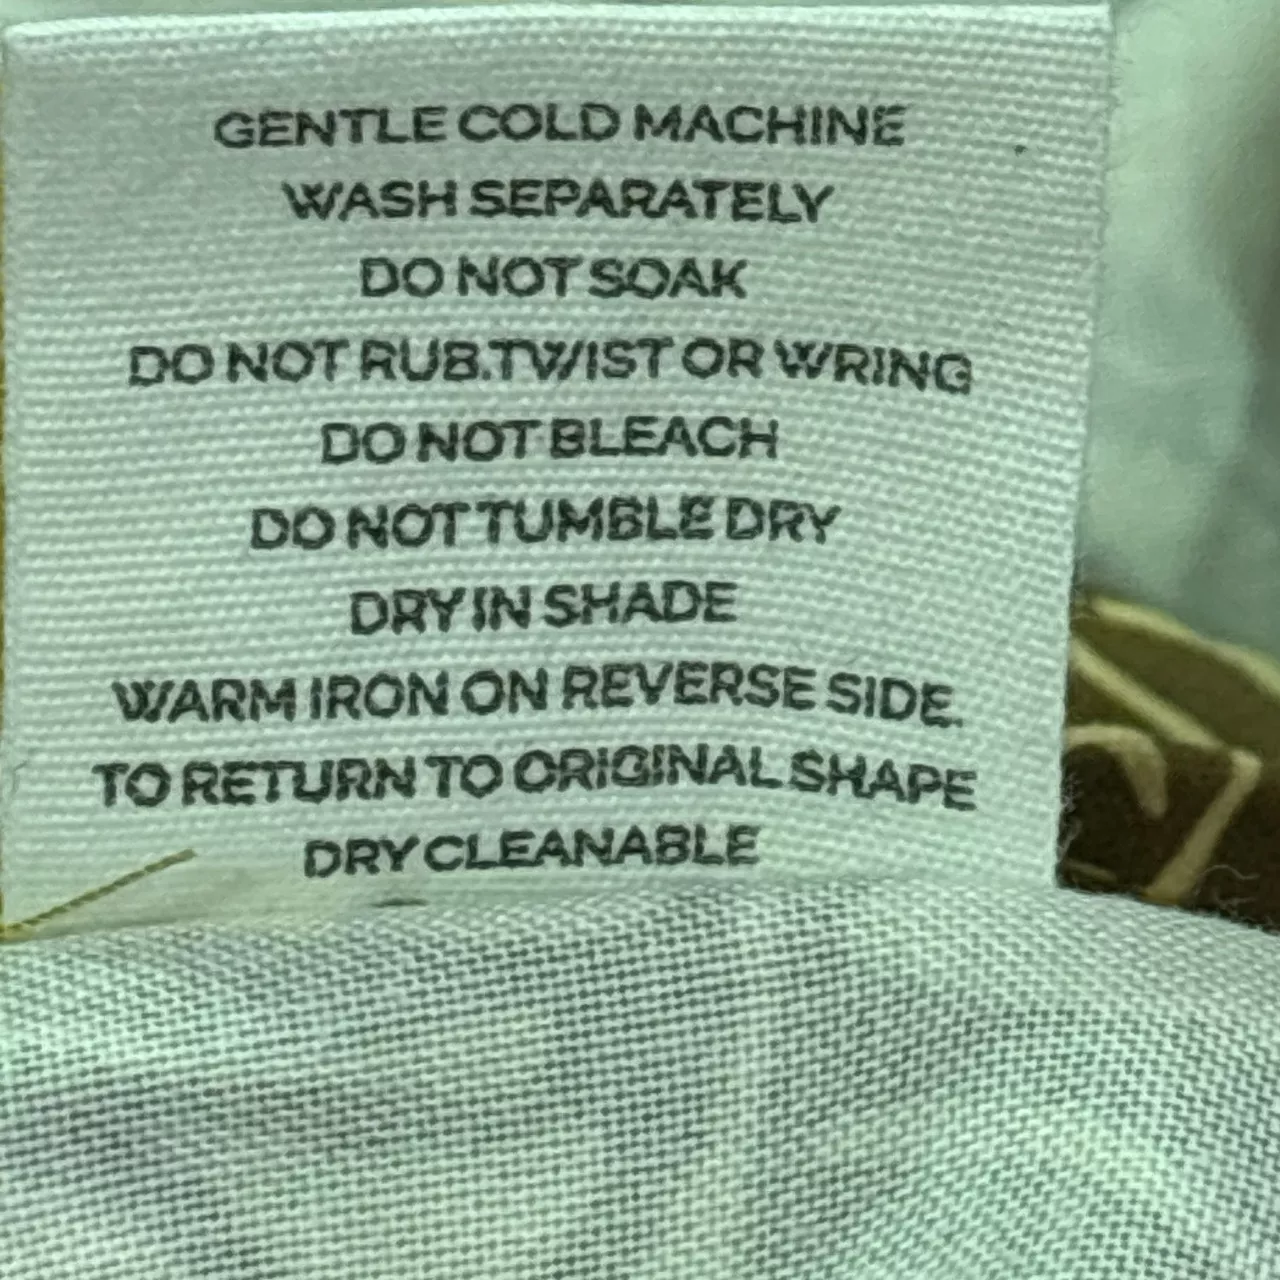 GENTLE COLD MACHINE
WASH SEPARATELY
DO NOT SOAK
DO NOT RUB.TWIST OR WRING
DO NOT BLEACH
DO NOT TUMBLE DRY
DRY IN SHADE
WARM IRON ON REVERSE SIDE.
TO RETURN TO ORIGINAL SHAPE
DRY CLEANABLE